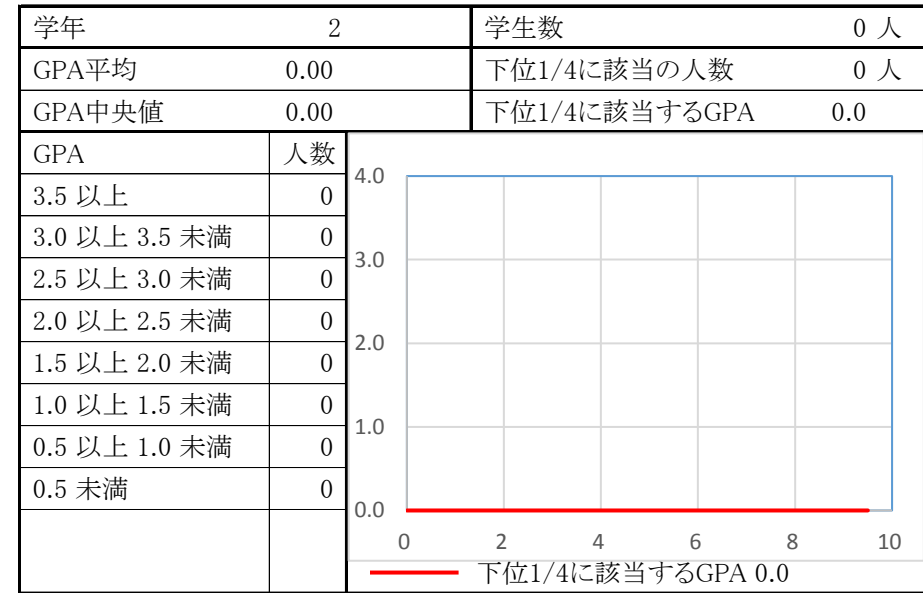 学年 2 学生数 0 人
GPA平均 0.00 下位1/4に該当の人数 0 人
GPA中央値 0.00 下位1/4に該当するGPA 0.0
GPA 人数
3.5 以上 0
3.0 以上 3.5 未満 0
2.5 以上 3.0 未満 0
2.0 以上 2.5 未満 0
1.5 以上 2.0 未満 0
1.0 以上 1.5 未満 0
0.5 以上 1.0 未満 0
0.5 未満 0
4.0
3.0
2.0
1.0
0.0
0 2 4 6 8 10
下位1/4に該当するGPA 0.0